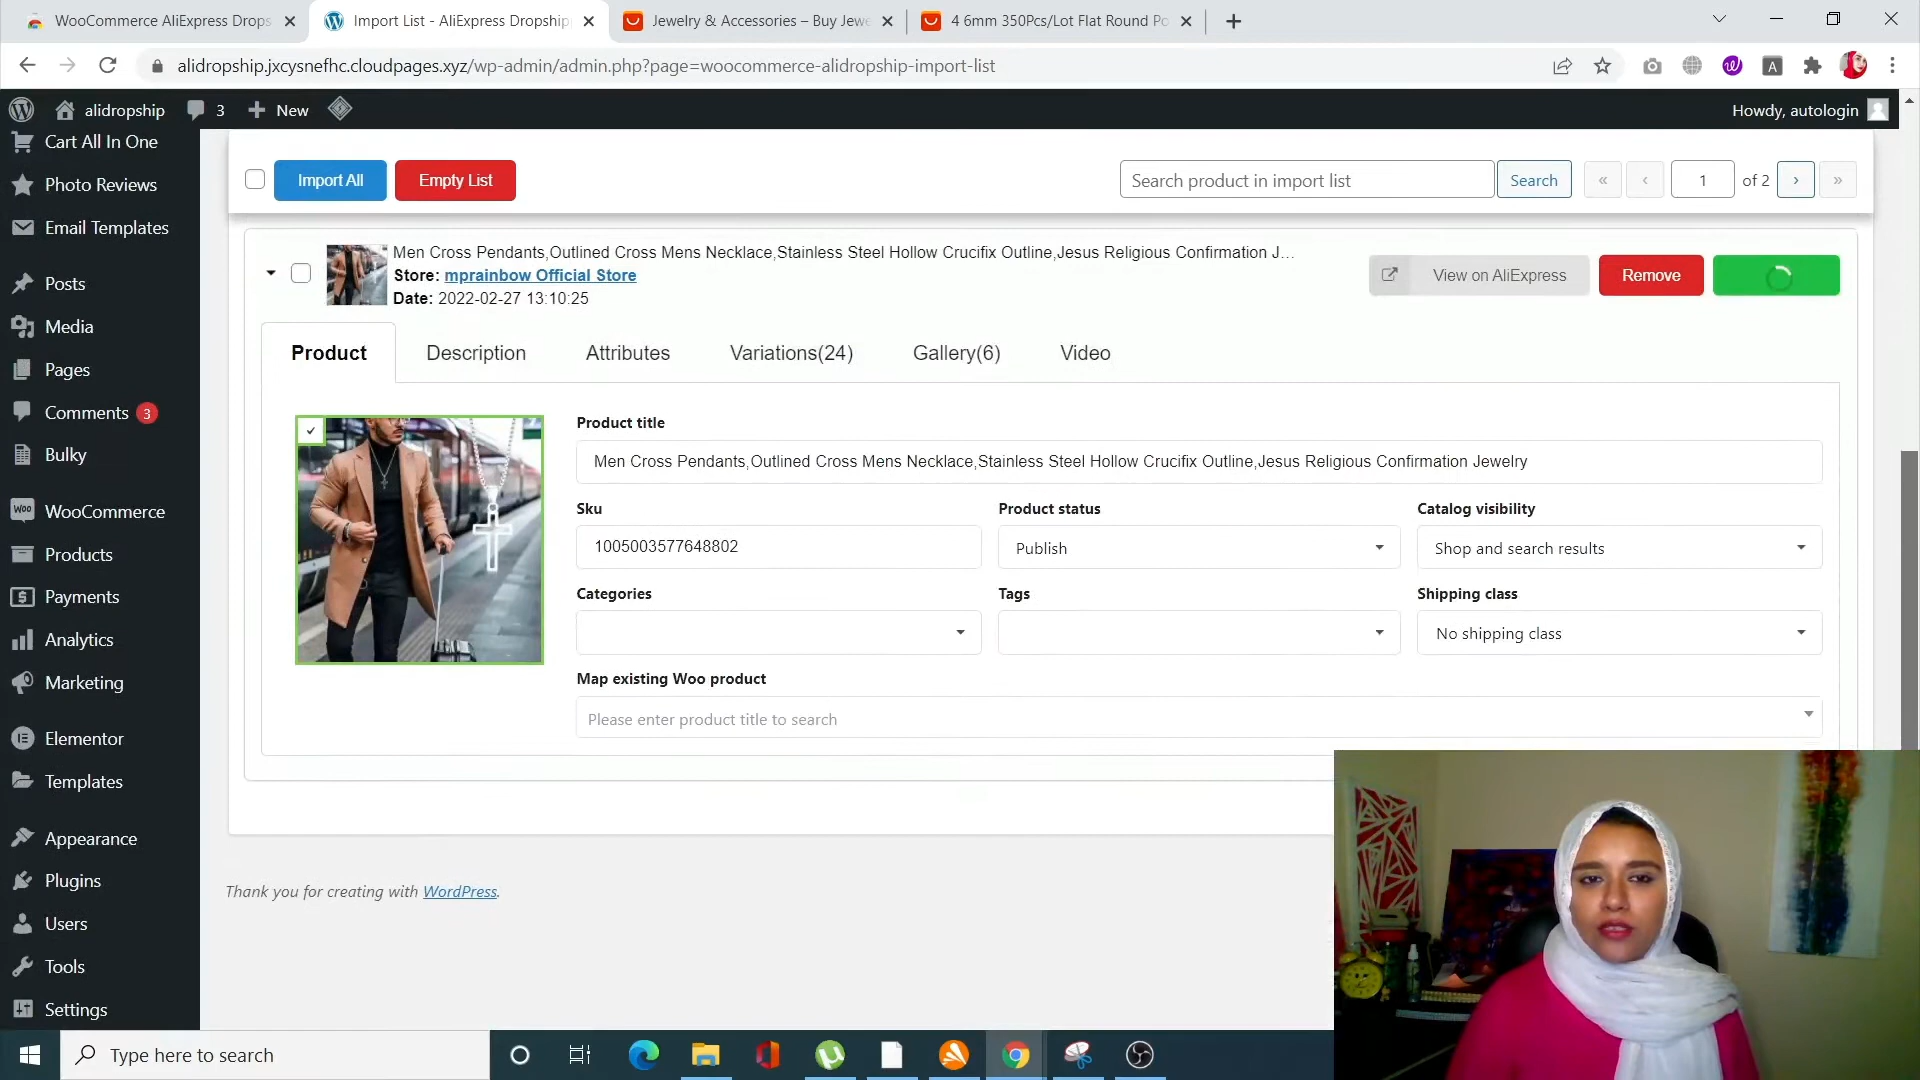 WooCommerce AliExpress Drops
Import List - AliExpress Dropship
Jewelry & Accessories – Buy Jewe
4 6mm 350Pcs/Lot Flat Round Po
alidropship.jxcysnefhc.cloudpages.xyz/wp-admin/admin.php?page=woocommerce-alidropship-import-list
alidropship
3
New
Howdy, autologin
Cart All In One
Photo Reviews
Email Templates
Posts
Media
Pages
Comments 3
Bulky
WooCommerce
Products
Payments
Analytics
Marketing
Elementor
Templates
Appearance
Plugins
Users
Tools
Settings
Import All
Empty List
Search product in import list
Search
« ‹ 1 of 2 › »
Men Cross Pendants,Outlined Cross Mens Necklace,Stainless Steel Hollow Crucifix Outline,Jesus Religious Confirmation J...
Store: mprainbow Official Store
Date: 2022-02-27 13:10:25
View on AliExpress
Remove
Product
Description
Attributes
Variations(24)
Gallery(6)
Video
Product title
Men Cross Pendants,Outlined Cross Mens Necklace,Stainless Steel Hollow Crucifix Outline,Jesus Religious Confirmation Jewelry
Sku
Product status
Catalog visibility
1005003577648802
Publish
Shop and search results
Categories
Tags
Shipping class
No shipping class
Map existing Woo product
Please enter product title to search
Thank you for creating with WordPress.
Type here to search